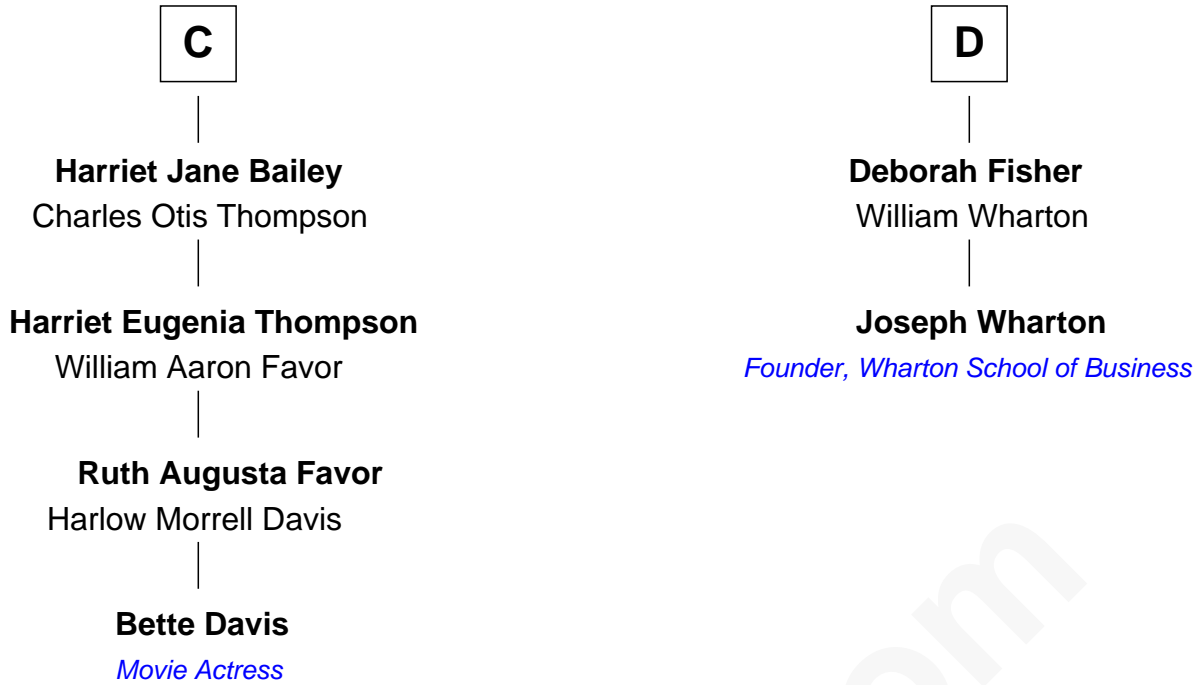 C
Harriet Jane Bailey
Charles Otis Thompson
Harriet Eugenia Thompson
William Aaron Favor
Ruth Augusta Favor
Harlow Morrell Davis
Bette Davis
Movie Actress
D
Deborah Fisher
William Wharton
Joseph Wharton
Founder, Wharton School of Business